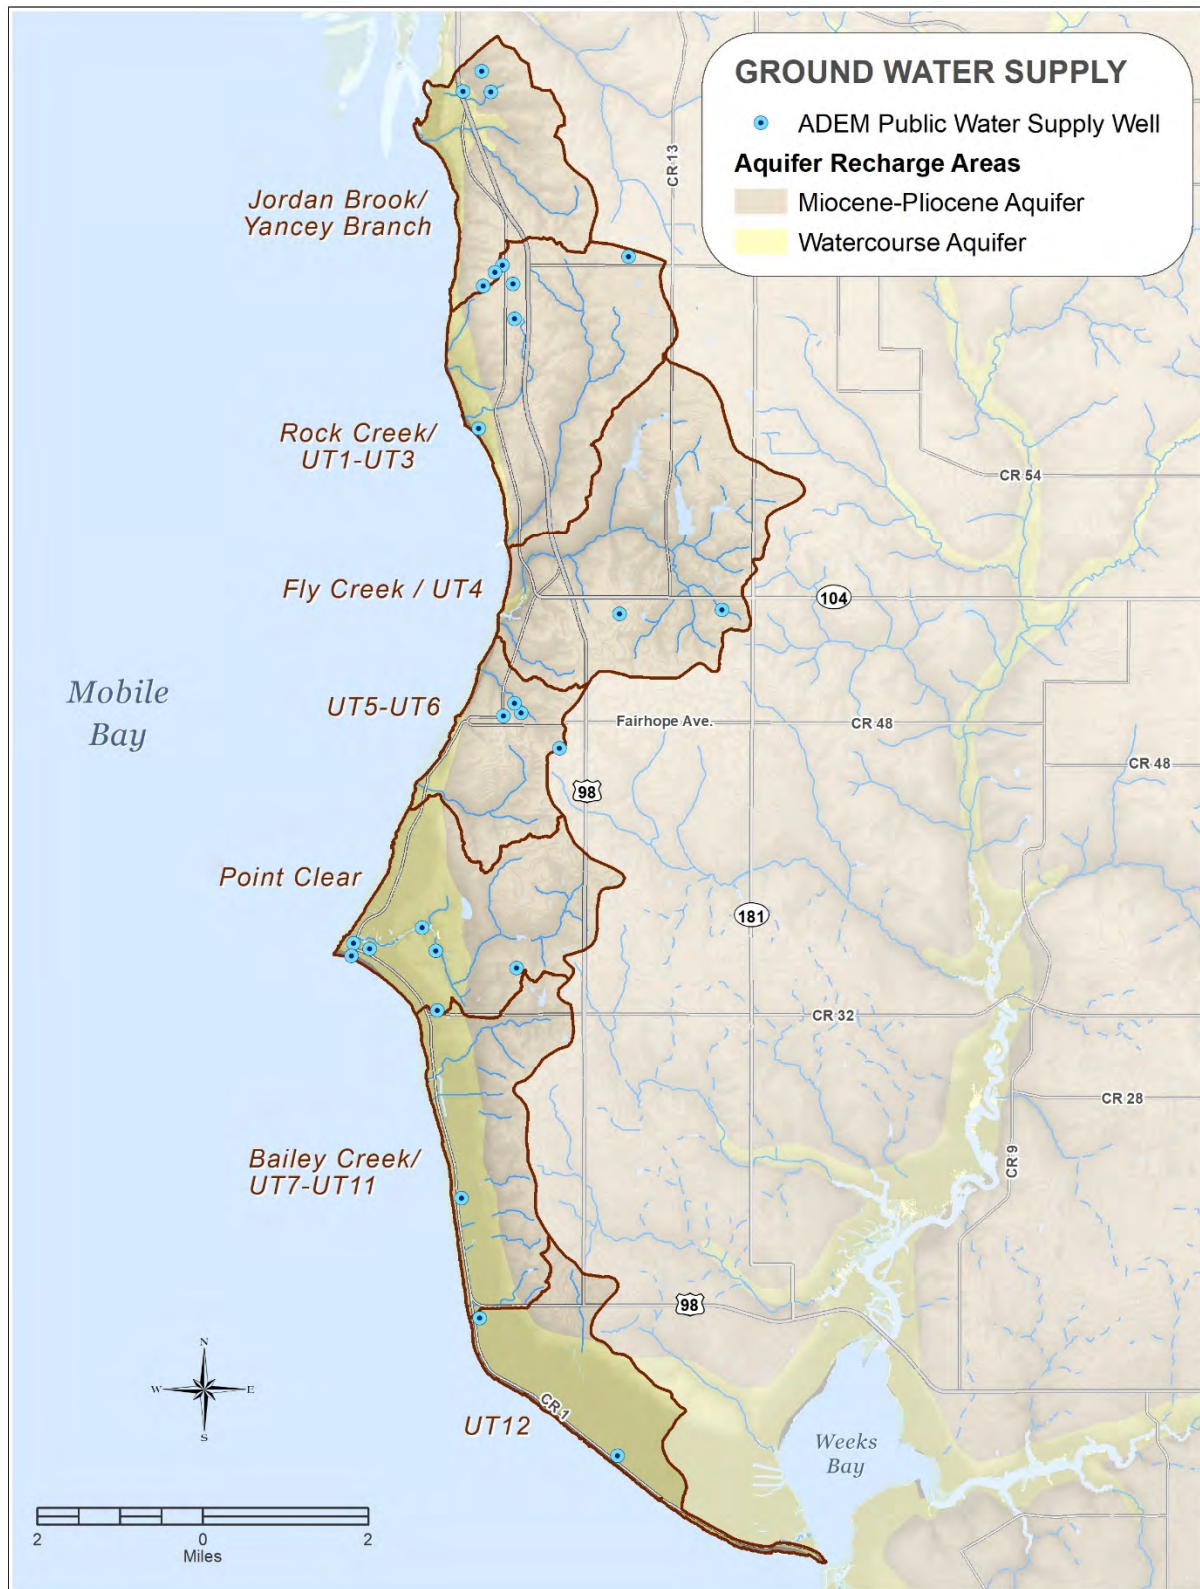 GROUND WATER SUPPLY
ADEM Public Water Supply Well
Aquifer Recharge Areas
Miocene-Pliocene Aquifer
Watercourse Aquifer
CR 13
Jordan Brook/
Yancey Branch
Rock Creek/
UT1-UT3
CR 54
Fly Creek / UT4
104
Mobile
Bay
UT5-UT6
Fairhope Ave.
CR 48
CR 48
98
Point Clear
181
CR 32
CR 28
Bailey Creek/
UT7-UT11
CR 9
98
N
W
E
S
CR 1
UT12
Weeks
Bay
2
0
2
Miles